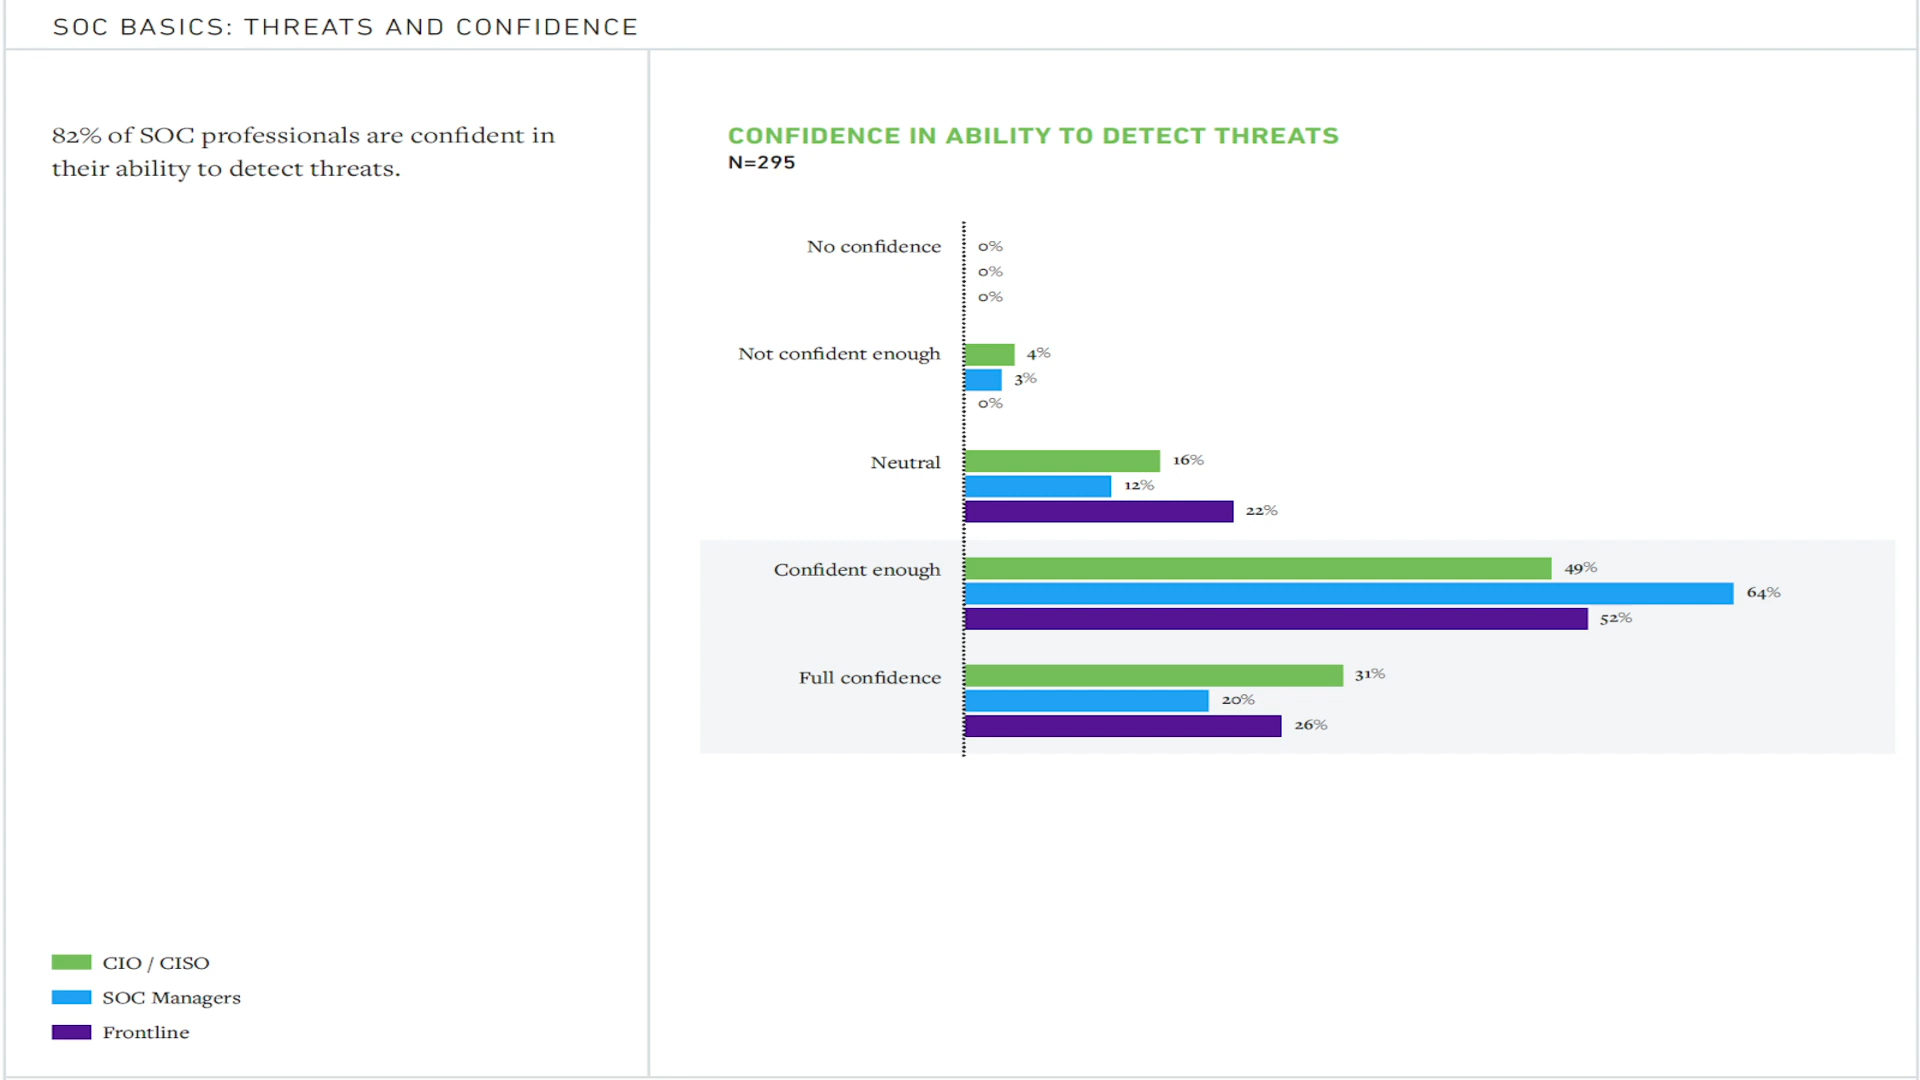 SOC BASICS: THREATS AND CONFIDENCE
82% of SOC professionals are confident in
their ability to detect threats.
CONFIDENCE IN ABILITY TO DETECT THREATS
N=295
No confidence
0%
0%
0%
Not confident enough
4%
3%
0%
Neutral
16%
12%
22%
Confident enough
49%
64%
52%
Full confidence
31%
20%
26%
CIO / CISO
SOC Managers
Frontline